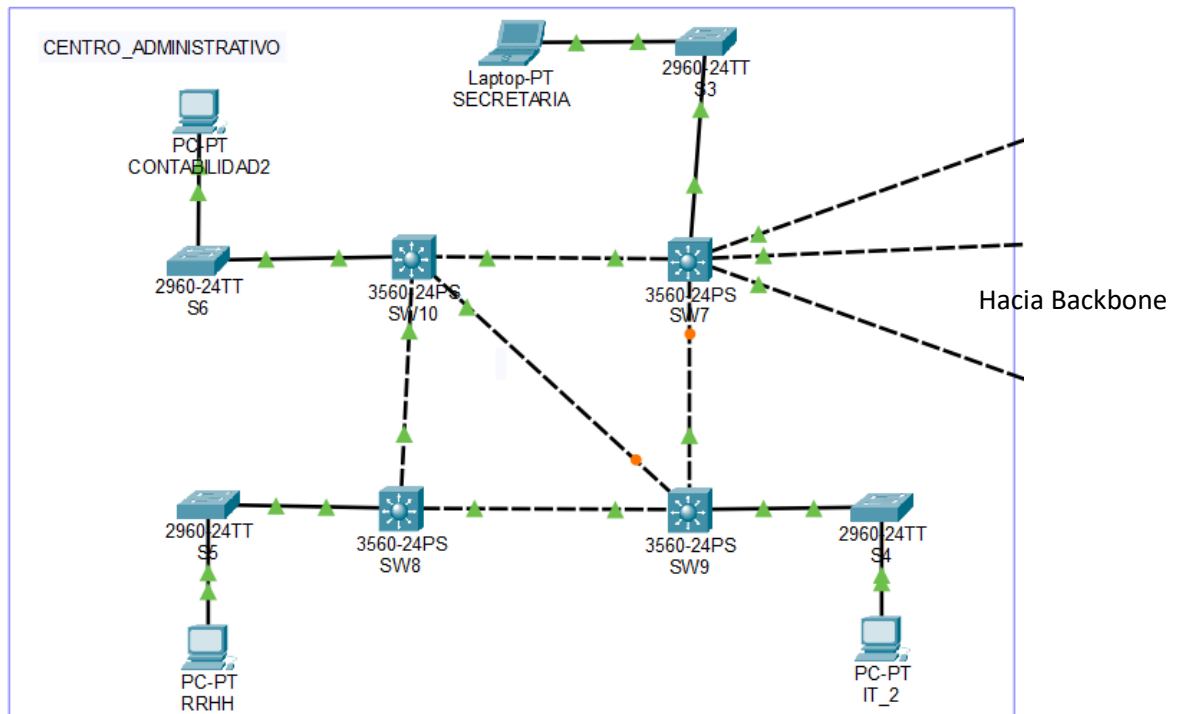 CENTRO_ADMINISTRATIVO
Laptop-PT
SECRETARIA
2960-24TT
S3
PC-PT
CONTABILIDAD2
2960-24TT
S6
3560-24PS
SW10
3560-24PS
SW7
Hacia Backbone
2960-24TT
S5
3560-24PS
SW8
3560-24PS
SW9
2960-24TT
S4
PC-PT
RRHH
PC-PT
IT_2